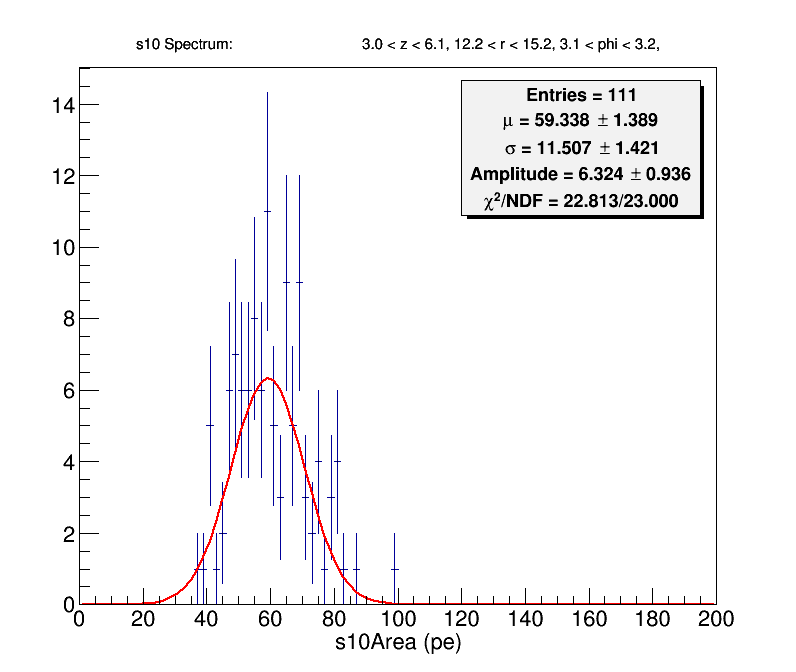 s10 Spectrum: 3.0 < z < 6.1, 12.2 < r < 15.2, 3.1 < phi < 3.2,
Entries = 111
μ = 59.338 ± 1.389
σ = 11.507 ± 1.421
Amplitude = 6.324 ± 0.936
χ²/NDF = 22.813/23.000
14
12
10
8
6
4
2
0
0 20 40 60 80 100 120 140 160 180 200
s10Area (pe)